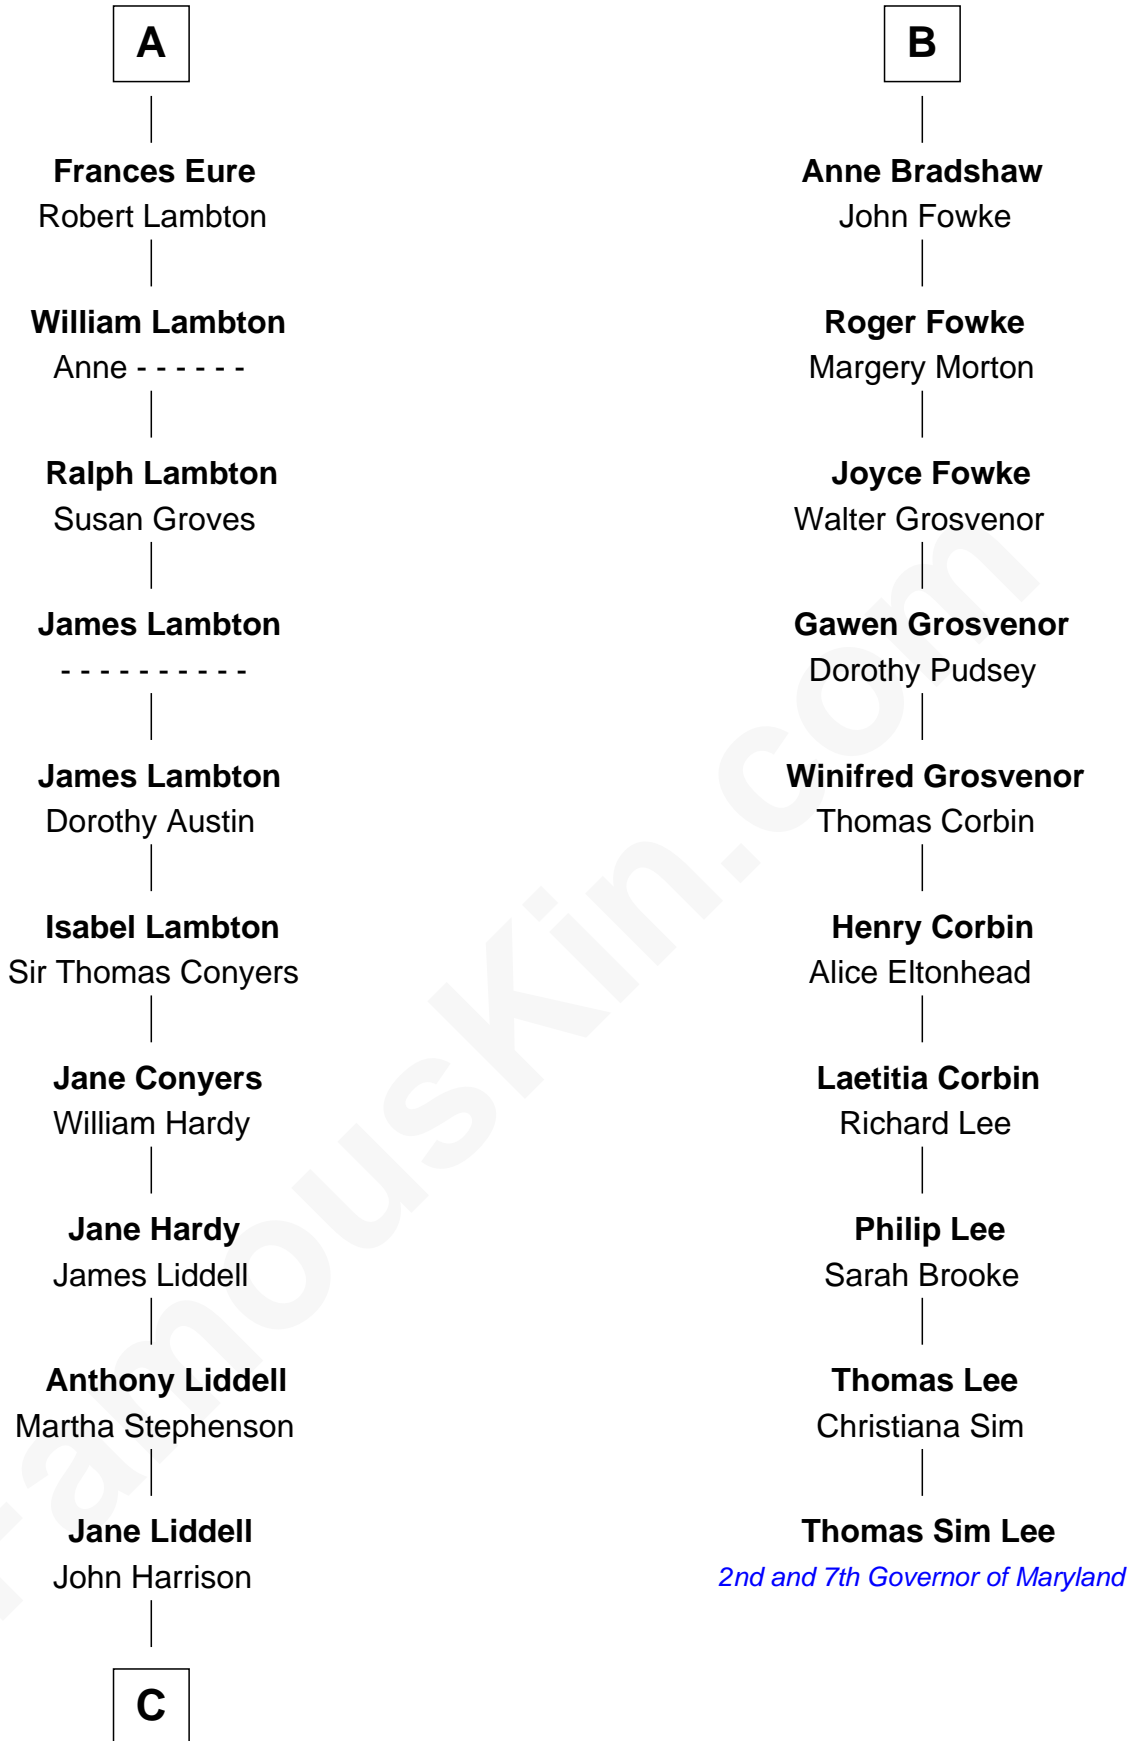 A
Frances Eure
Robert Lambton
William Lambton
Anne - - - - - -
Ralph Lambton
Susan Groves
James Lambton
- - - - - - - - - -
James Lambton
Dorothy Austin
Isabel Lambton
Sir Thomas Conyers
Jane Conyers
William Hardy
Jane Hardy
James Liddell
Anthony Liddell
Martha Stephenson
Jane Liddell
John Harrison
C
B
Anne Bradshaw
John Fowke
Roger Fowke
Margery Morton
Joyce Fowke
Walter Grosvenor
Gawen Grosvenor
Dorothy Pudsey
Winifred Grosvenor
Thomas Corbin
Henry Corbin
Alice Eltonhead
Laetitia Corbin
Richard Lee
Philip Lee
Sarah Brooke
Thomas Lee
Christiana Sim
Thomas Sim Lee
2nd and 7th Governor of Maryland
FamousKin.com